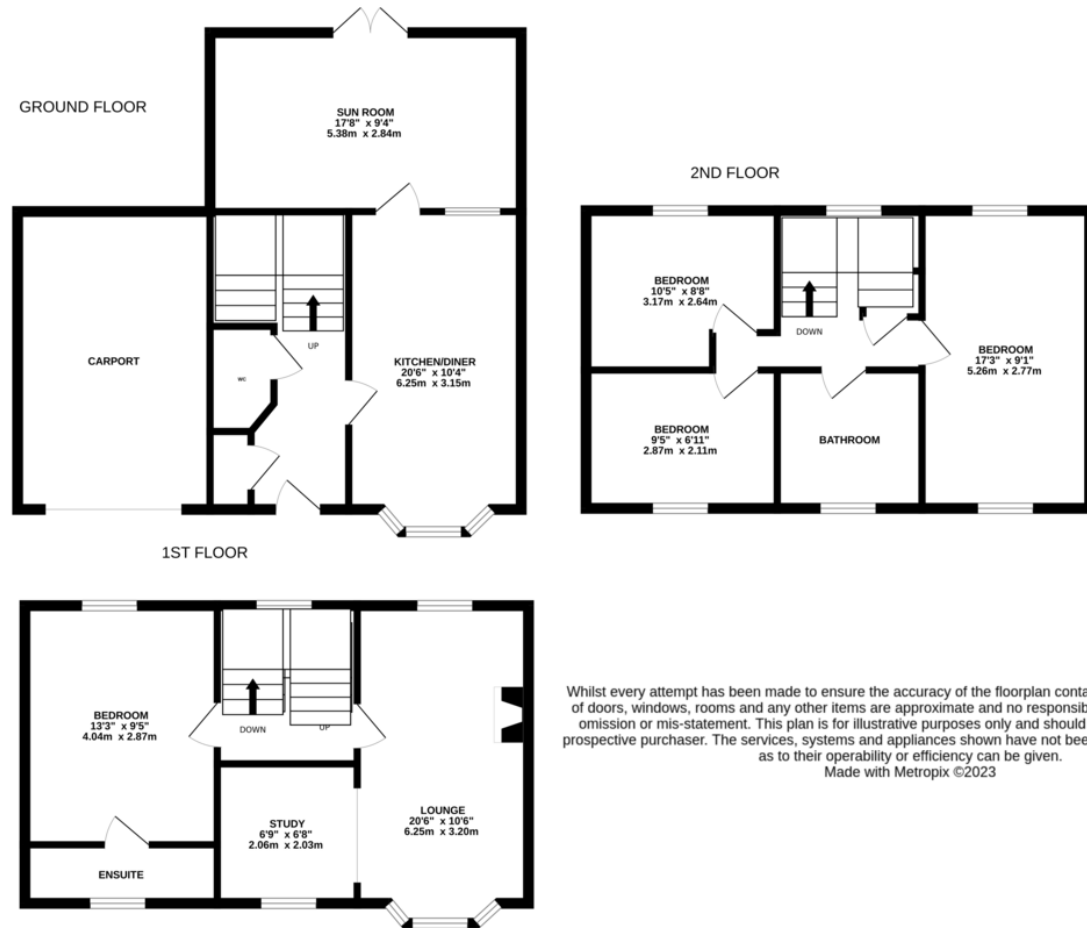 GROUND FLOOR
SUN ROOM
17'8" x 9'4"
5.38m x 2.84m
CARPORT
WC
UP
KITCHEN/DINER
20'6" x 10'4"
6.25m x 3.15m
2ND FLOOR
BEDROOM
10'5" x 8'8"
3.17m x 2.64m
DOWN
BEDROOM
17'3" x 9'1"
5.26m x 2.77m
BEDROOM
9'5" x 6'11"
2.87m x 2.11m
BATHROOM
1ST FLOOR
BEDROOM
13'3" x 9'5"
4.04m x 2.87m
DOWN
UP
STUDY
6'9" x 6'8"
2.06m x 2.03m
LOUNGE
20'6" x 10'6"
6.25m x 3.20m
ENSUITE
Whilst every attempt has been made to ensure the accuracy of the floorplan
of doors, windows, rooms and any other items are approximate and no
omission or mis-statement. This plan is for illustrative purposes only and should
prospective purchaser. The services, systems and appliances shown have not
as to their operability or efficiency can be given.
Made with Metropix ©2023